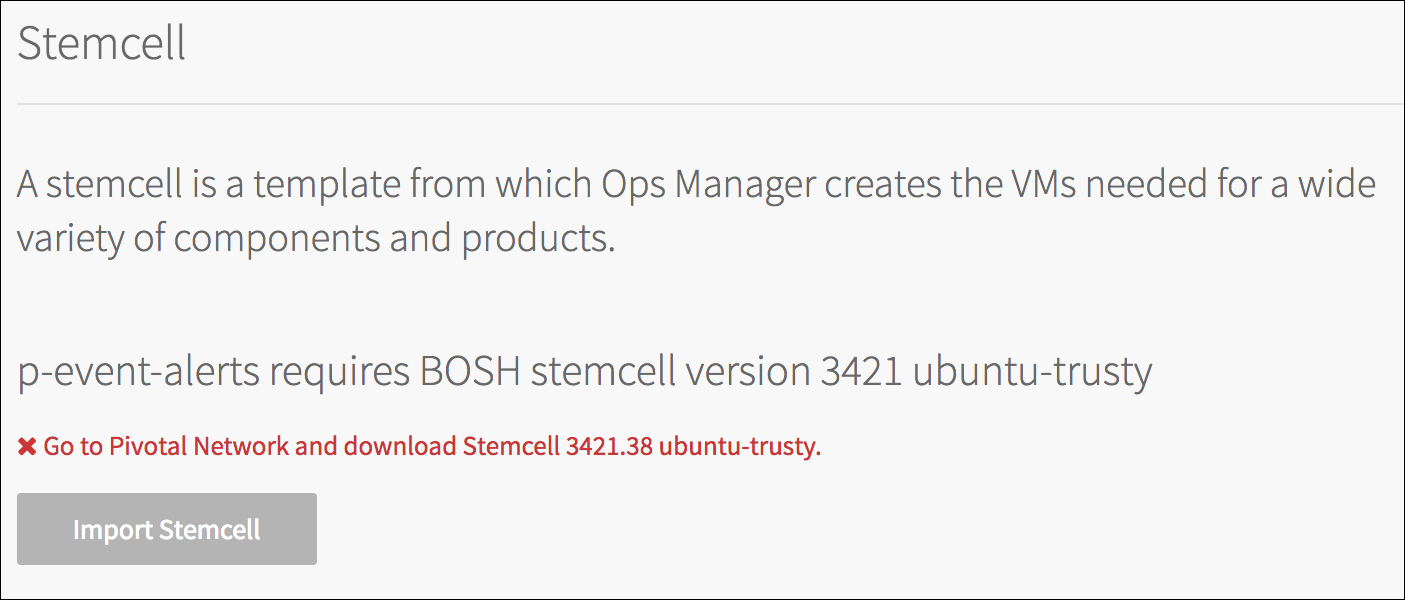 Stemcell
A stemcell is a template from which Ops Manager creates the VMs needed for a wide
variety of components and products.
p-event-alerts requires BOSH stemcell version 3421 ubuntu-trusty
✖ Go to Pivotal Network and download Stemcell 3421.38 ubuntu-trusty.
Import Stemcell